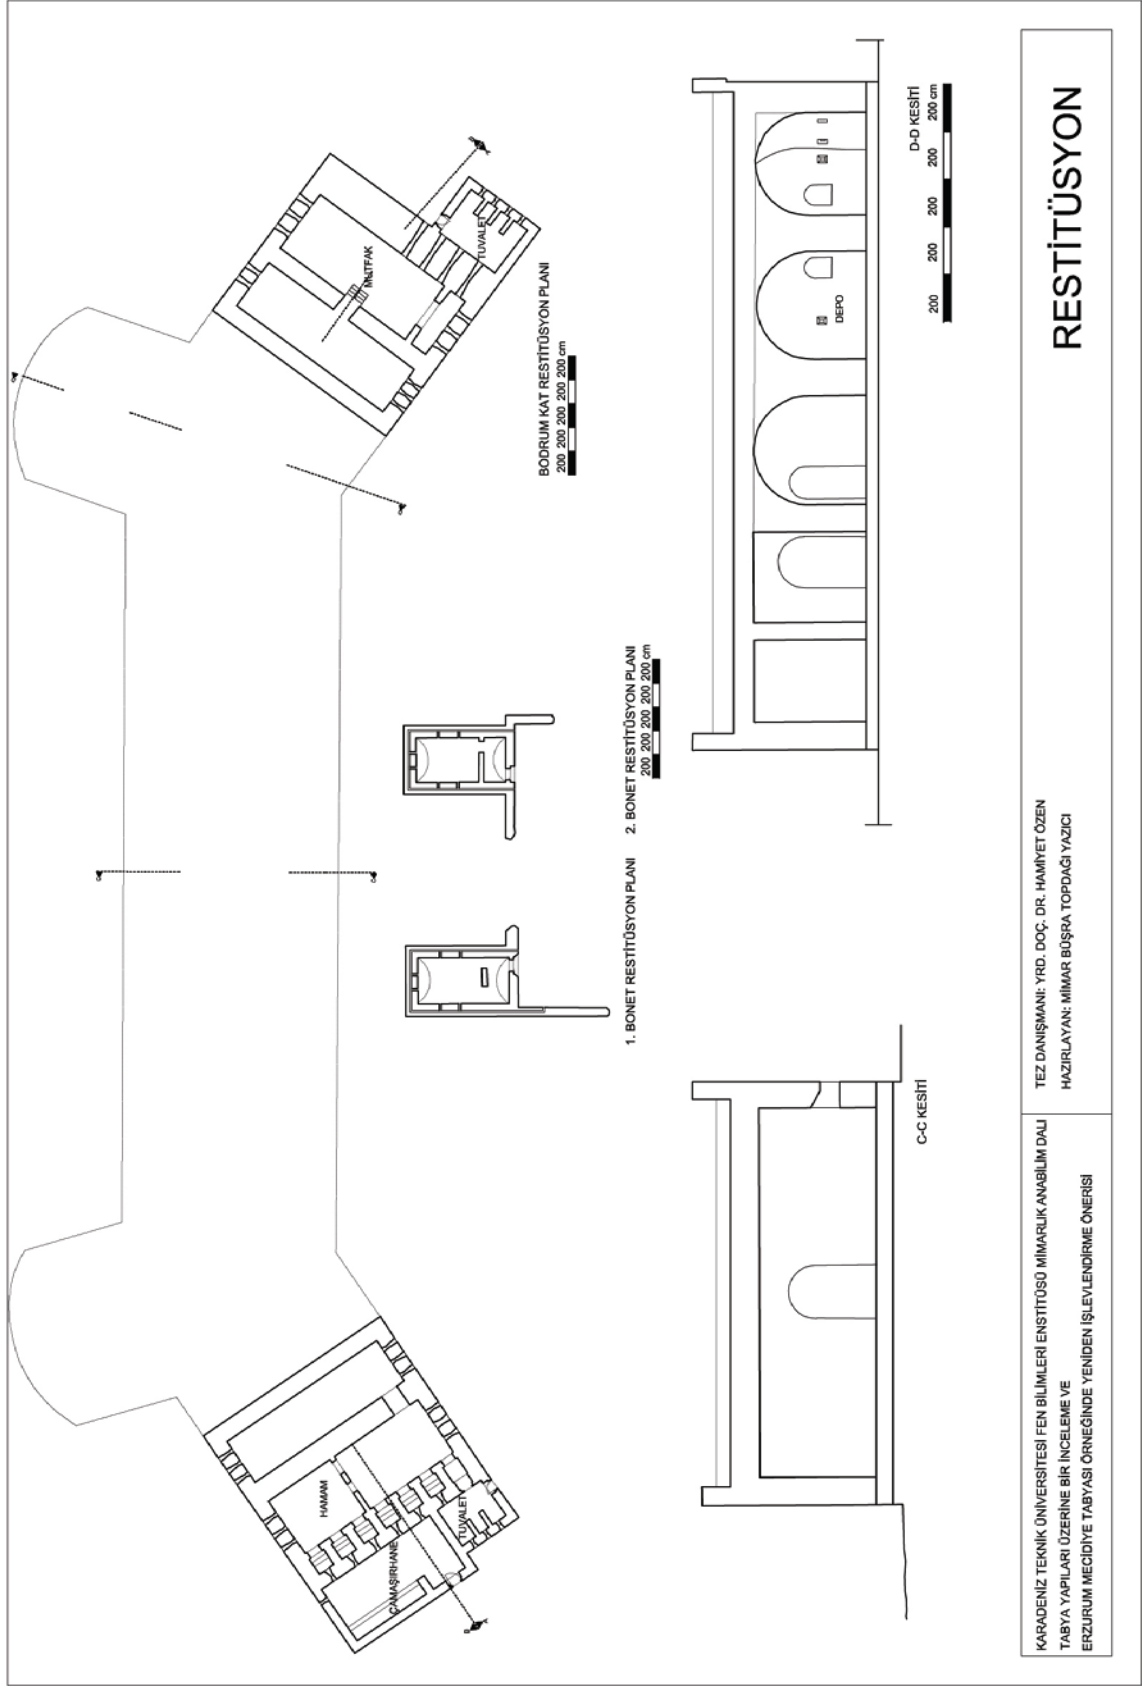 HAMAM
ÇAMAŞIRHANE
TUVALET
MUTFAK
TUVALET
BODRUM KAT RESTİTÜSYON PLANI
200 200 200 200 200 cm
1. BONET RESTİTÜSYON PLANI
2. BONET RESTİTÜSYON PLANI
200 200 200 200 200 cm
C-C KESİTİ
DEPO
D-D KESİTİ
200 200 200 200 200 cm
KARADENİZ TEKNİK ÜNİVERSİTESİ FEN BİLİMLERİ ENSTİTÜSÜ MİMARLIK ANABİLİM DALI
TABYA YAPILARI ÜZERİNE BİR İNCELEME VE
ERZURUM MECİDİYE TABYASI ÖRNEĞİNDE YENİDEN İŞLEVLENDİRME ÖNERİSİ
TEZ DANIŞMANI: YRD. DOÇ. DR. HAMİYET ÖZEN
HAZIRLAYAN: MİMAR BÜŞRA TOPDAĞI YAZICI
RESTİTÜSYON